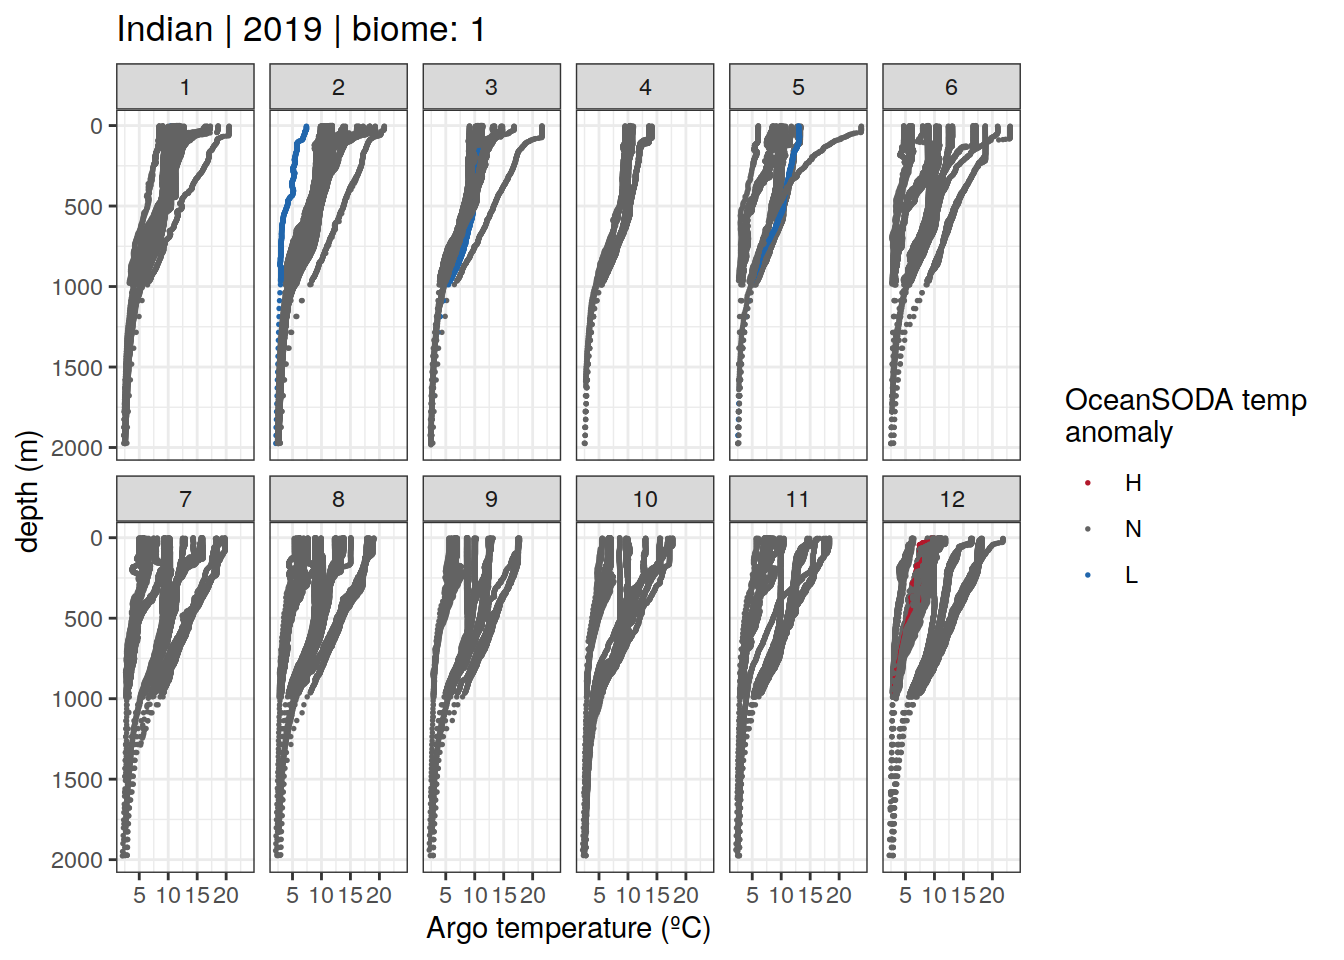 Indian | 2019 | biome: 1
1 2 3 4 5 6
0
500
1000
1500
2000
7 8 9 10 11 12
0
500
1000
1500
2000
5 10 15 20 5 10 15 20 5 10 15 20 5 10 15 20 5 10 15 20 5 10 15 20
Argo temperature (ºC)
depth (m)
OceanSODA temp
anomaly
H
N
L